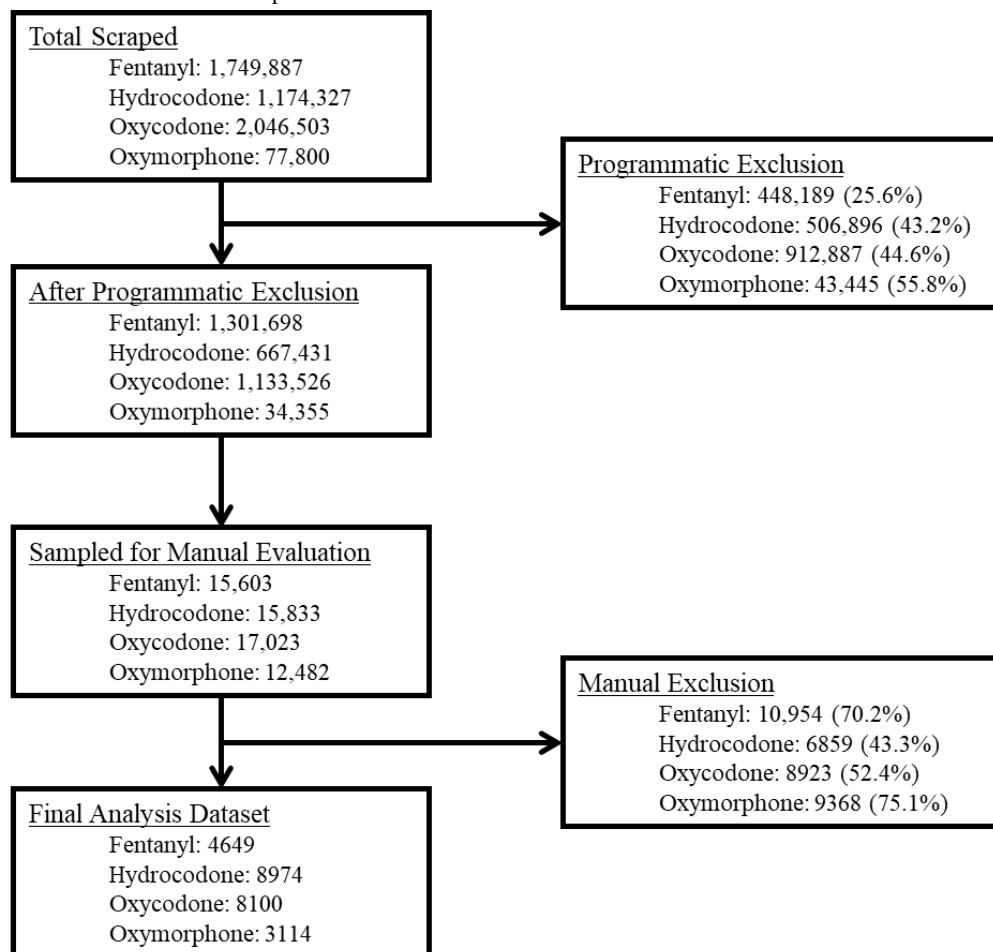 Total Scraped
Fentanyl: 1,749,887
Hydrocodone: 1,174,327
Oxycodone: 2,046,503
Oxymorphone: 77,800
Programmatic Exclusion
Fentanyl: 448,189 (25.6%)
Hydrocodone: 506,896 (43.2%)
Oxycodone: 912,887 (44.6%)
Oxymorphone: 43,445 (55.8%)
After Programmatic Exclusion
Fentanyl: 1,301,698
Hydrocodone: 667,431
Oxycodone: 1,133,526
Oxymorphone: 34,355
Sampled for Manual Evaluation
Fentanyl: 15,603
Hydrocodone: 15,833
Oxycodone: 17,023
Oxymorphone: 12,482
Manual Exclusion
Fentanyl: 10,954 (70.2%)
Hydrocodone: 6859 (43.3%)
Oxycodone: 8923 (52.4%)
Oxymorphone: 9368 (75.1%)
Final Analysis Dataset
Fentanyl: 4649
Hydrocodone: 8974
Oxycodone: 8100
Oxymorphone: 3114